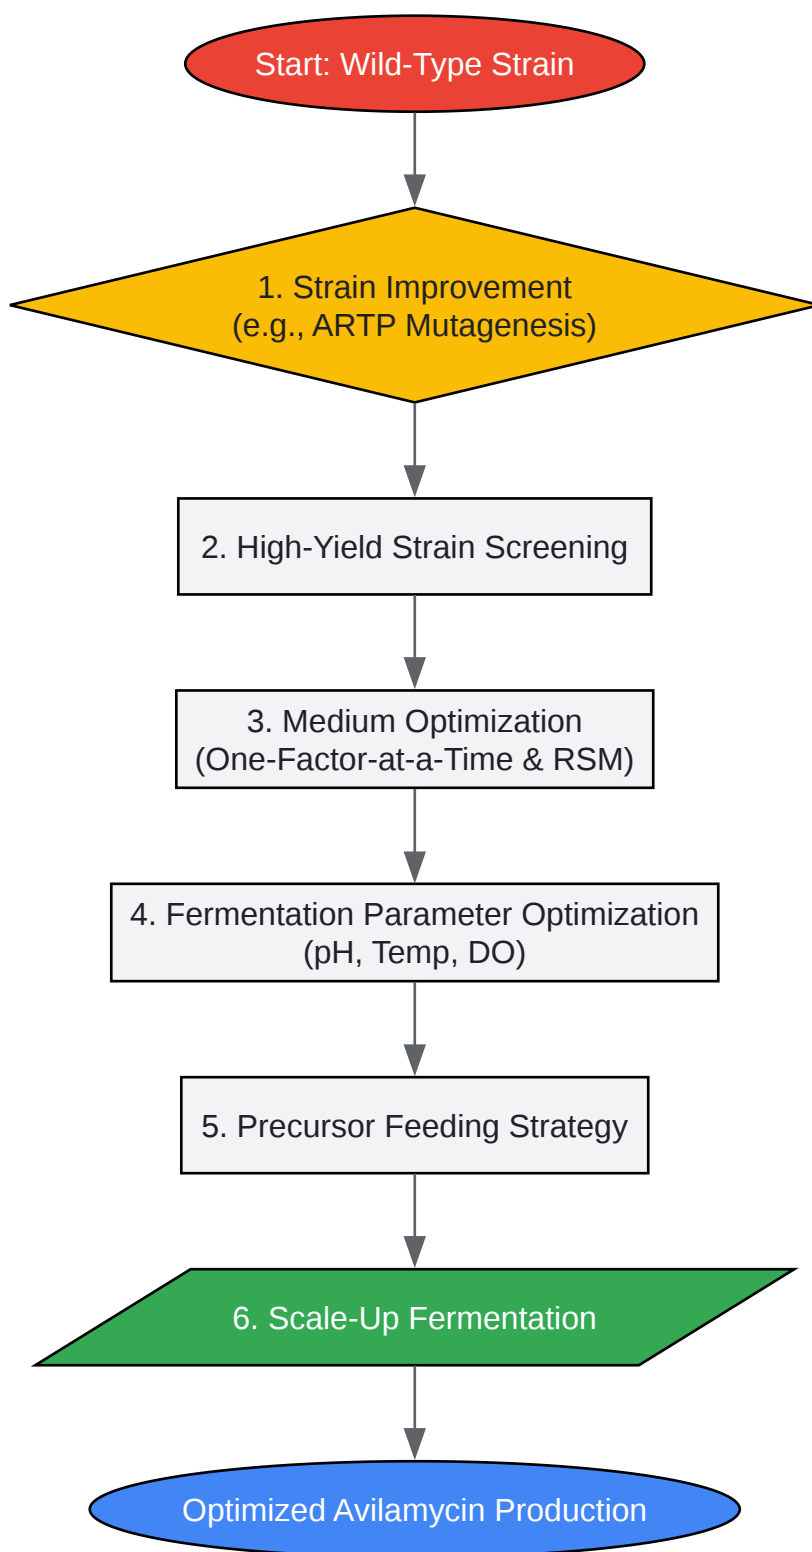 Start: Wild-Type Strain
1. Strain Improvement
(e.g., ARTP Mutagenesis)
2. High-Yield Strain Screening
3. Medium Optimization
(One-Factor-at-a-Time & RSM)
4. Fermentation Parameter Optimization
(pH, Temp, DO)
5. Precursor Feeding Strategy
6. Scale-Up Fermentation
Optimized Avilamycin Production